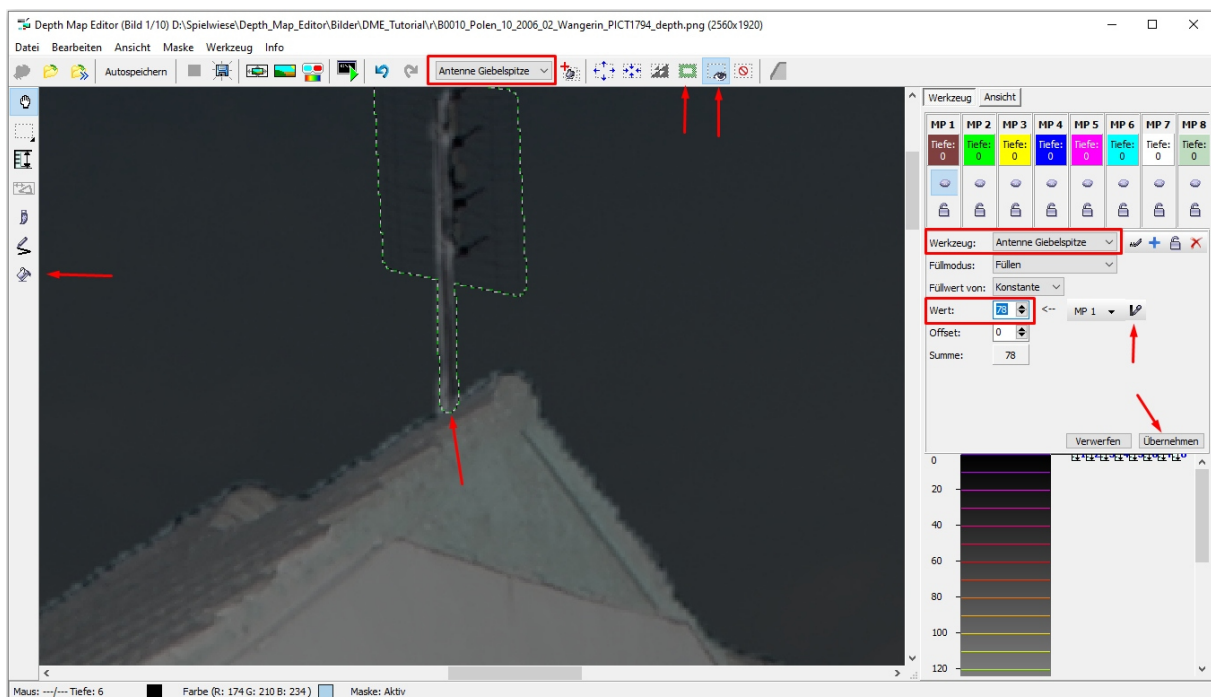 Depth Map Editor (Bild 1/10) D:\Spielwiese\Depth_Map_Editor\Bilder\DME_Tutorial\r\B0010_Polen_10_2006_02_Wangerin_PICT1794_depth.png (2560x1920)
Datei Bearbeiten Ansicht Maske Werkzeug Info
Autospeichern Antenne Giebelspitze
Werkzeug Ansicht
MP 1 MP 2 MP 3 MP 4 MP 5 MP 6 MP 7 MP 8
Tiefe: Tiefe: Tiefe: Tiefe: Tiefe: Tiefe: Tiefe: Tiefe:
0 0 0 0 0 0 0 0
Werkzeug: Antenne Giebelspitze
Füllmodus: Füllen
Füllwert von: Konstante
Wert: 78 <-- MP 1
Offset: 0
Summe: 78
Verwerfen Übernehmen
0
20
40
60
80
100
120
Maus: ---/--- Tiefe: 6 Farbe (R: 174 G: 210 B: 234) Maske: Aktiv